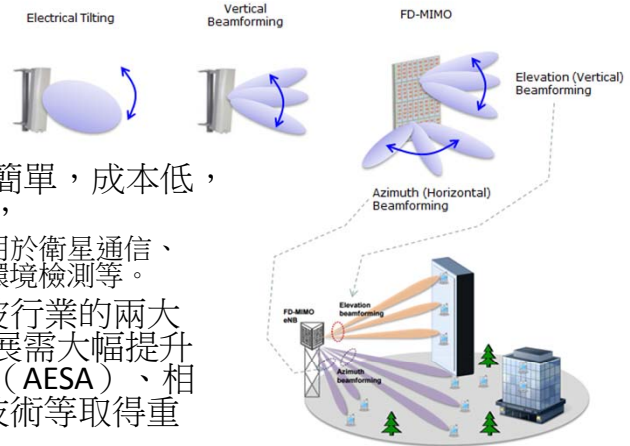 Electrical Tilting
Vertical
Beamforming
FD-MIMO
Elevation (Vertical)
Beamforming
Azimuth (Horizontal)
Beamforming
簡單，成本低，
，
用於衛星通信、
環境檢測等。
波行業的兩大
展需大幅提升
（AESA）、相
技術等取得重
FD-MIMO
eNB
Elevation
beamforming
Azimuth
beamforming